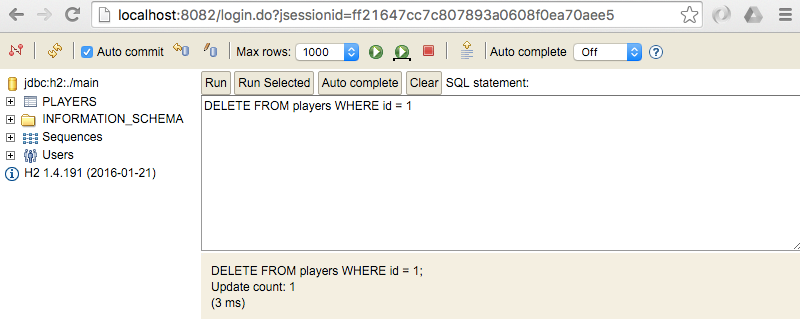 localhost:8082/login.do?jsessionid=ff21647cc7c807893a0608f0ea70aee5
Auto commit Max rows: 1000 Auto complete Off
jdbc:h2:./main
PLAYERS
INFORMATION_SCHEMA
Sequences
Users
H2 1.4.191 (2016-01-21)
Run Run Selected Auto complete Clear SQL statement:
DELETE FROM players WHERE id = 1
DELETE FROM players WHERE id = 1;
Update count: 1
(3 ms)